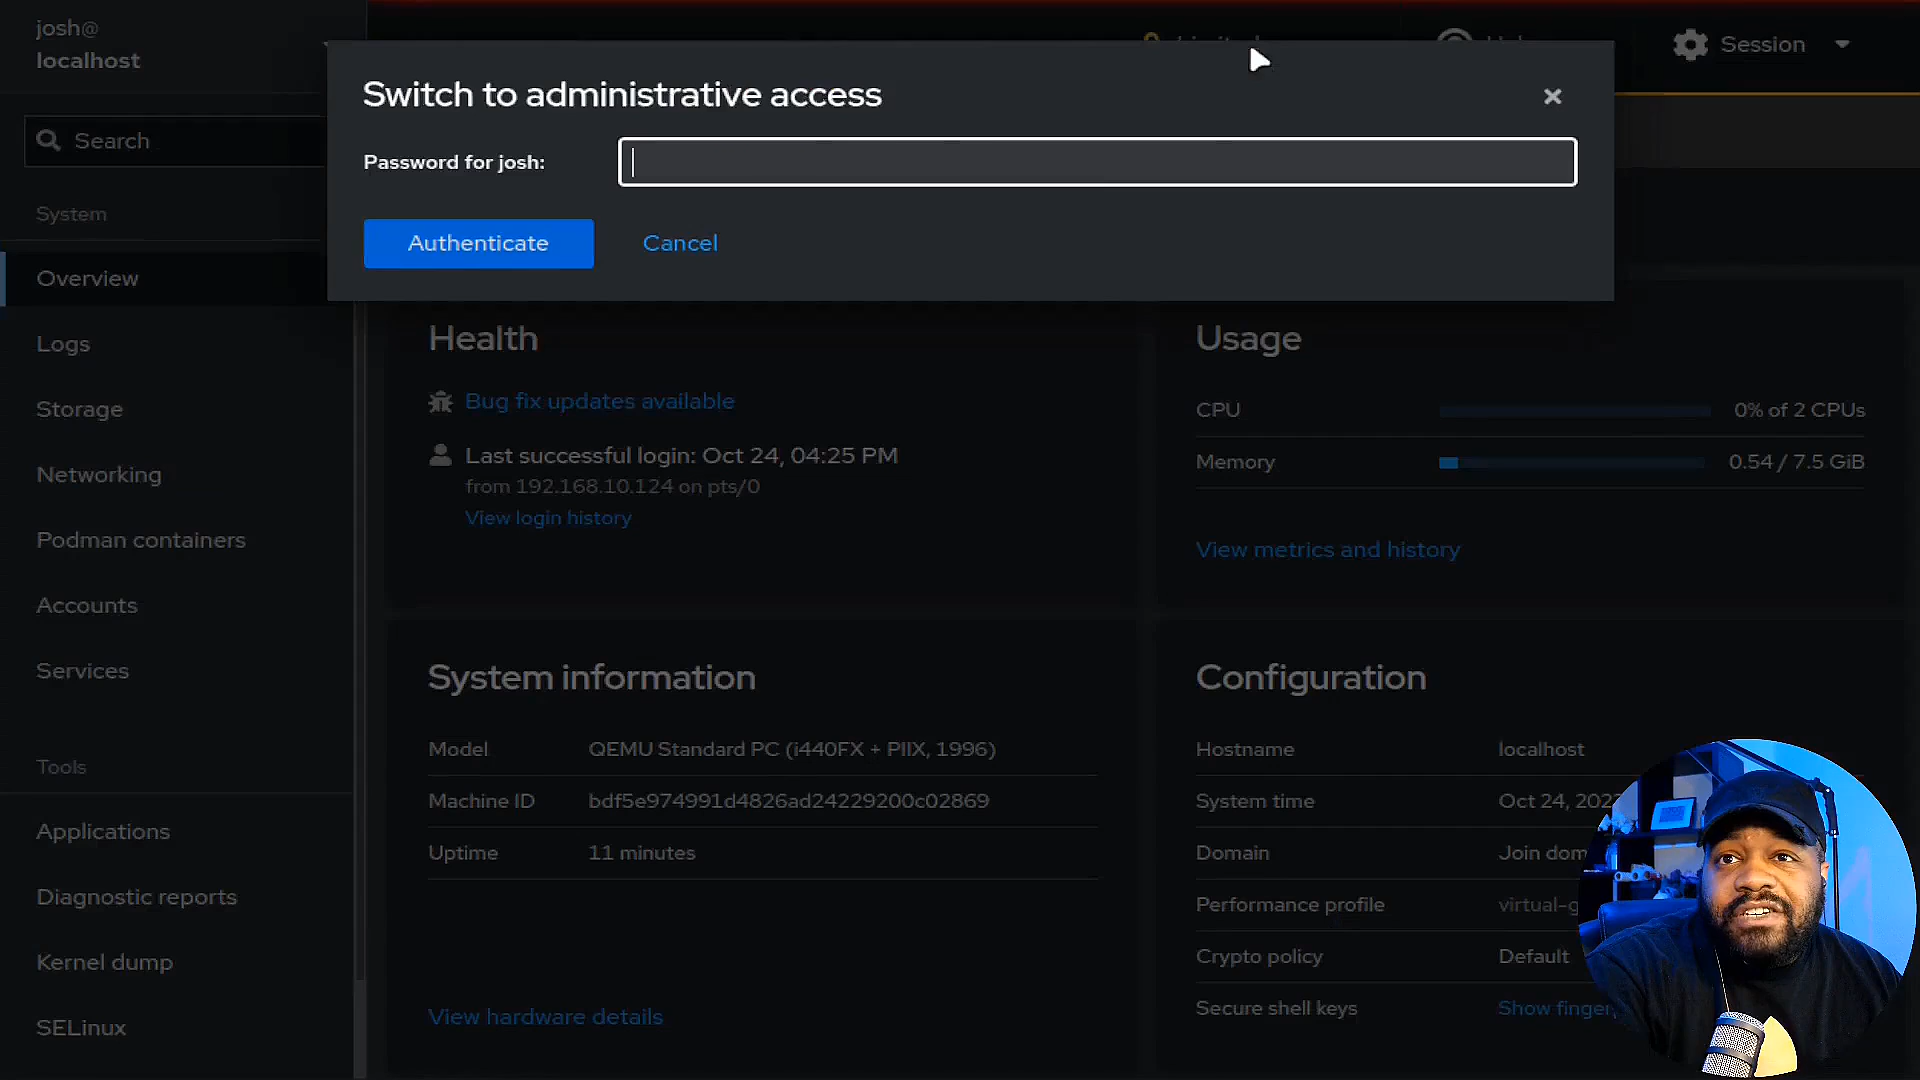 josh@
localhost
Session
Switch to administrative access
Search
Password for josh:
Authenticate
Cancel
System
Overview
Logs
Storage
Networking
Podman containers
Accounts
Services
Tools
Applications
Diagnostic reports
Kernel dump
SELinux
Health
Bug fix updates available
Last successful login: Oct 24, 04:25 PM
from 192.168.10.124 on pts/0
View login history
Usage
CPU 0% of 2 CPUs
Memory 0.54 / 7.5 GiB
View metrics and history
System information
Model QEMU Standard PC (i440FX + PIIX, 1996)
Machine ID bdf5e974991d4826ad24229200c02869
Uptime 11 minutes
View hardware details
Configuration
Hostname localhost
System time Oct 24,
Domain Join
Performance profile
Crypto policy Default
Secure shell keys Show